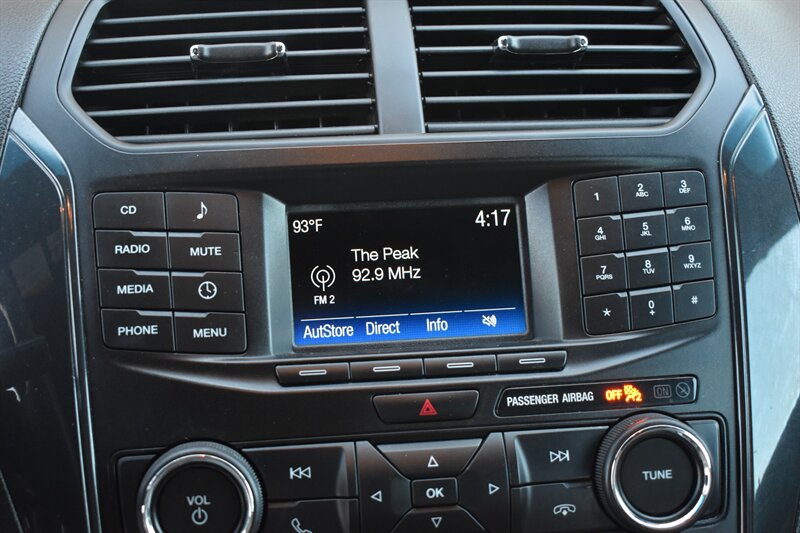 CD
RADIO MUTE
MEDIA
PHONE MENU
93°F 4:17
The Peak
92.9 MHz
FM 2
AutStore Direct Info
1 2 ABC 3 DEF
4 GHI 5 JKL 6 MNO
7 PQRS 8 TUV 9 WXYZ
* 0 + #
PASSENGER AIRBAG OFF ON
VOL
OK
TUNE